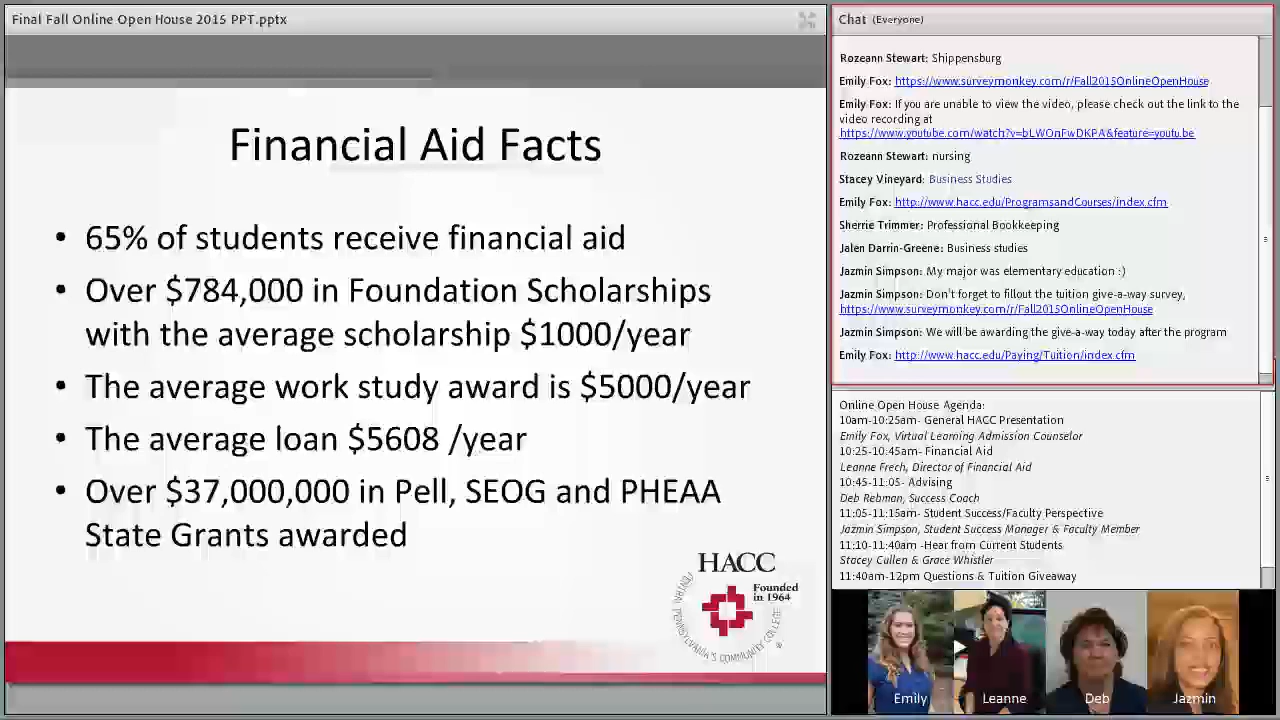 Final Fall Online Open House 2015 PPT.pptx
Financial Aid Facts
• 65% of students receive financial aid
• Over $784,000 in Foundation Scholarships
with the average scholarship $1000/year
• The average work study award is $5000/year
• The average loan $5608 /year
• Over $37,000,000 in Pell, SEOG and PHEAA
State Grants awarded
HACC
Founded
in 1964
CENTRAL PENNSYLVANIA'S COMMUNITY COLLEGE
Chat (Everyone)
Rozeann Stewart: Shippensburg
Emily Fox: https://www.surveymonkey.com/r/Fall2015OnlineOpenHouse
Emily Fox: If you are unable to view the video, please check out the link to the
video recording at
https://www.youtube.com/watch?v=bLWOnFwDKPA&feature=youtu.be
Rozeann Stewart: nursing
Stacey Vineyard: Business Studies
Emily Fox: http://www.hacc.edu/ProgramsandCourses/index.cfm
Sherrie Trimmer: Professional Bookkeeping
Jalen Darrin-Greene: Business studies
Jazmin Simpson: My major was elementary education :)
Jazmin Simpson: Don't forget to fillout the tuition give-a-way survey,
https://www.surveymonkey.com/r/Fall2015OnlineOpenHouse
Jazmin Simpson: We will be awarding the give-a-way today after the program
Emily Fox: http://www.hacc.edu/Paying/Tuition/index.cfm
Online Open House Agenda:
10am-10:25am- General HACC Presentation
Emily Fox, Virtual Learning Admission Counselor
10:25-10:45am- Financial Aid
Leanne Frech, Director of Financial Aid
10:45-11:05- Advising
Deb Rebman, Success Coach
11:05-11:15am- Student Success/Faculty Perspective
Jazmin Simpson, Student Success Manager & Faculty Member
11:10-11:40am -Hear from Current Students
Stacey Cullen & Grace Whistler
11:40am-12pm Questions & Tuition Giveaway
Emily
Leanne
Deb
Jazmin